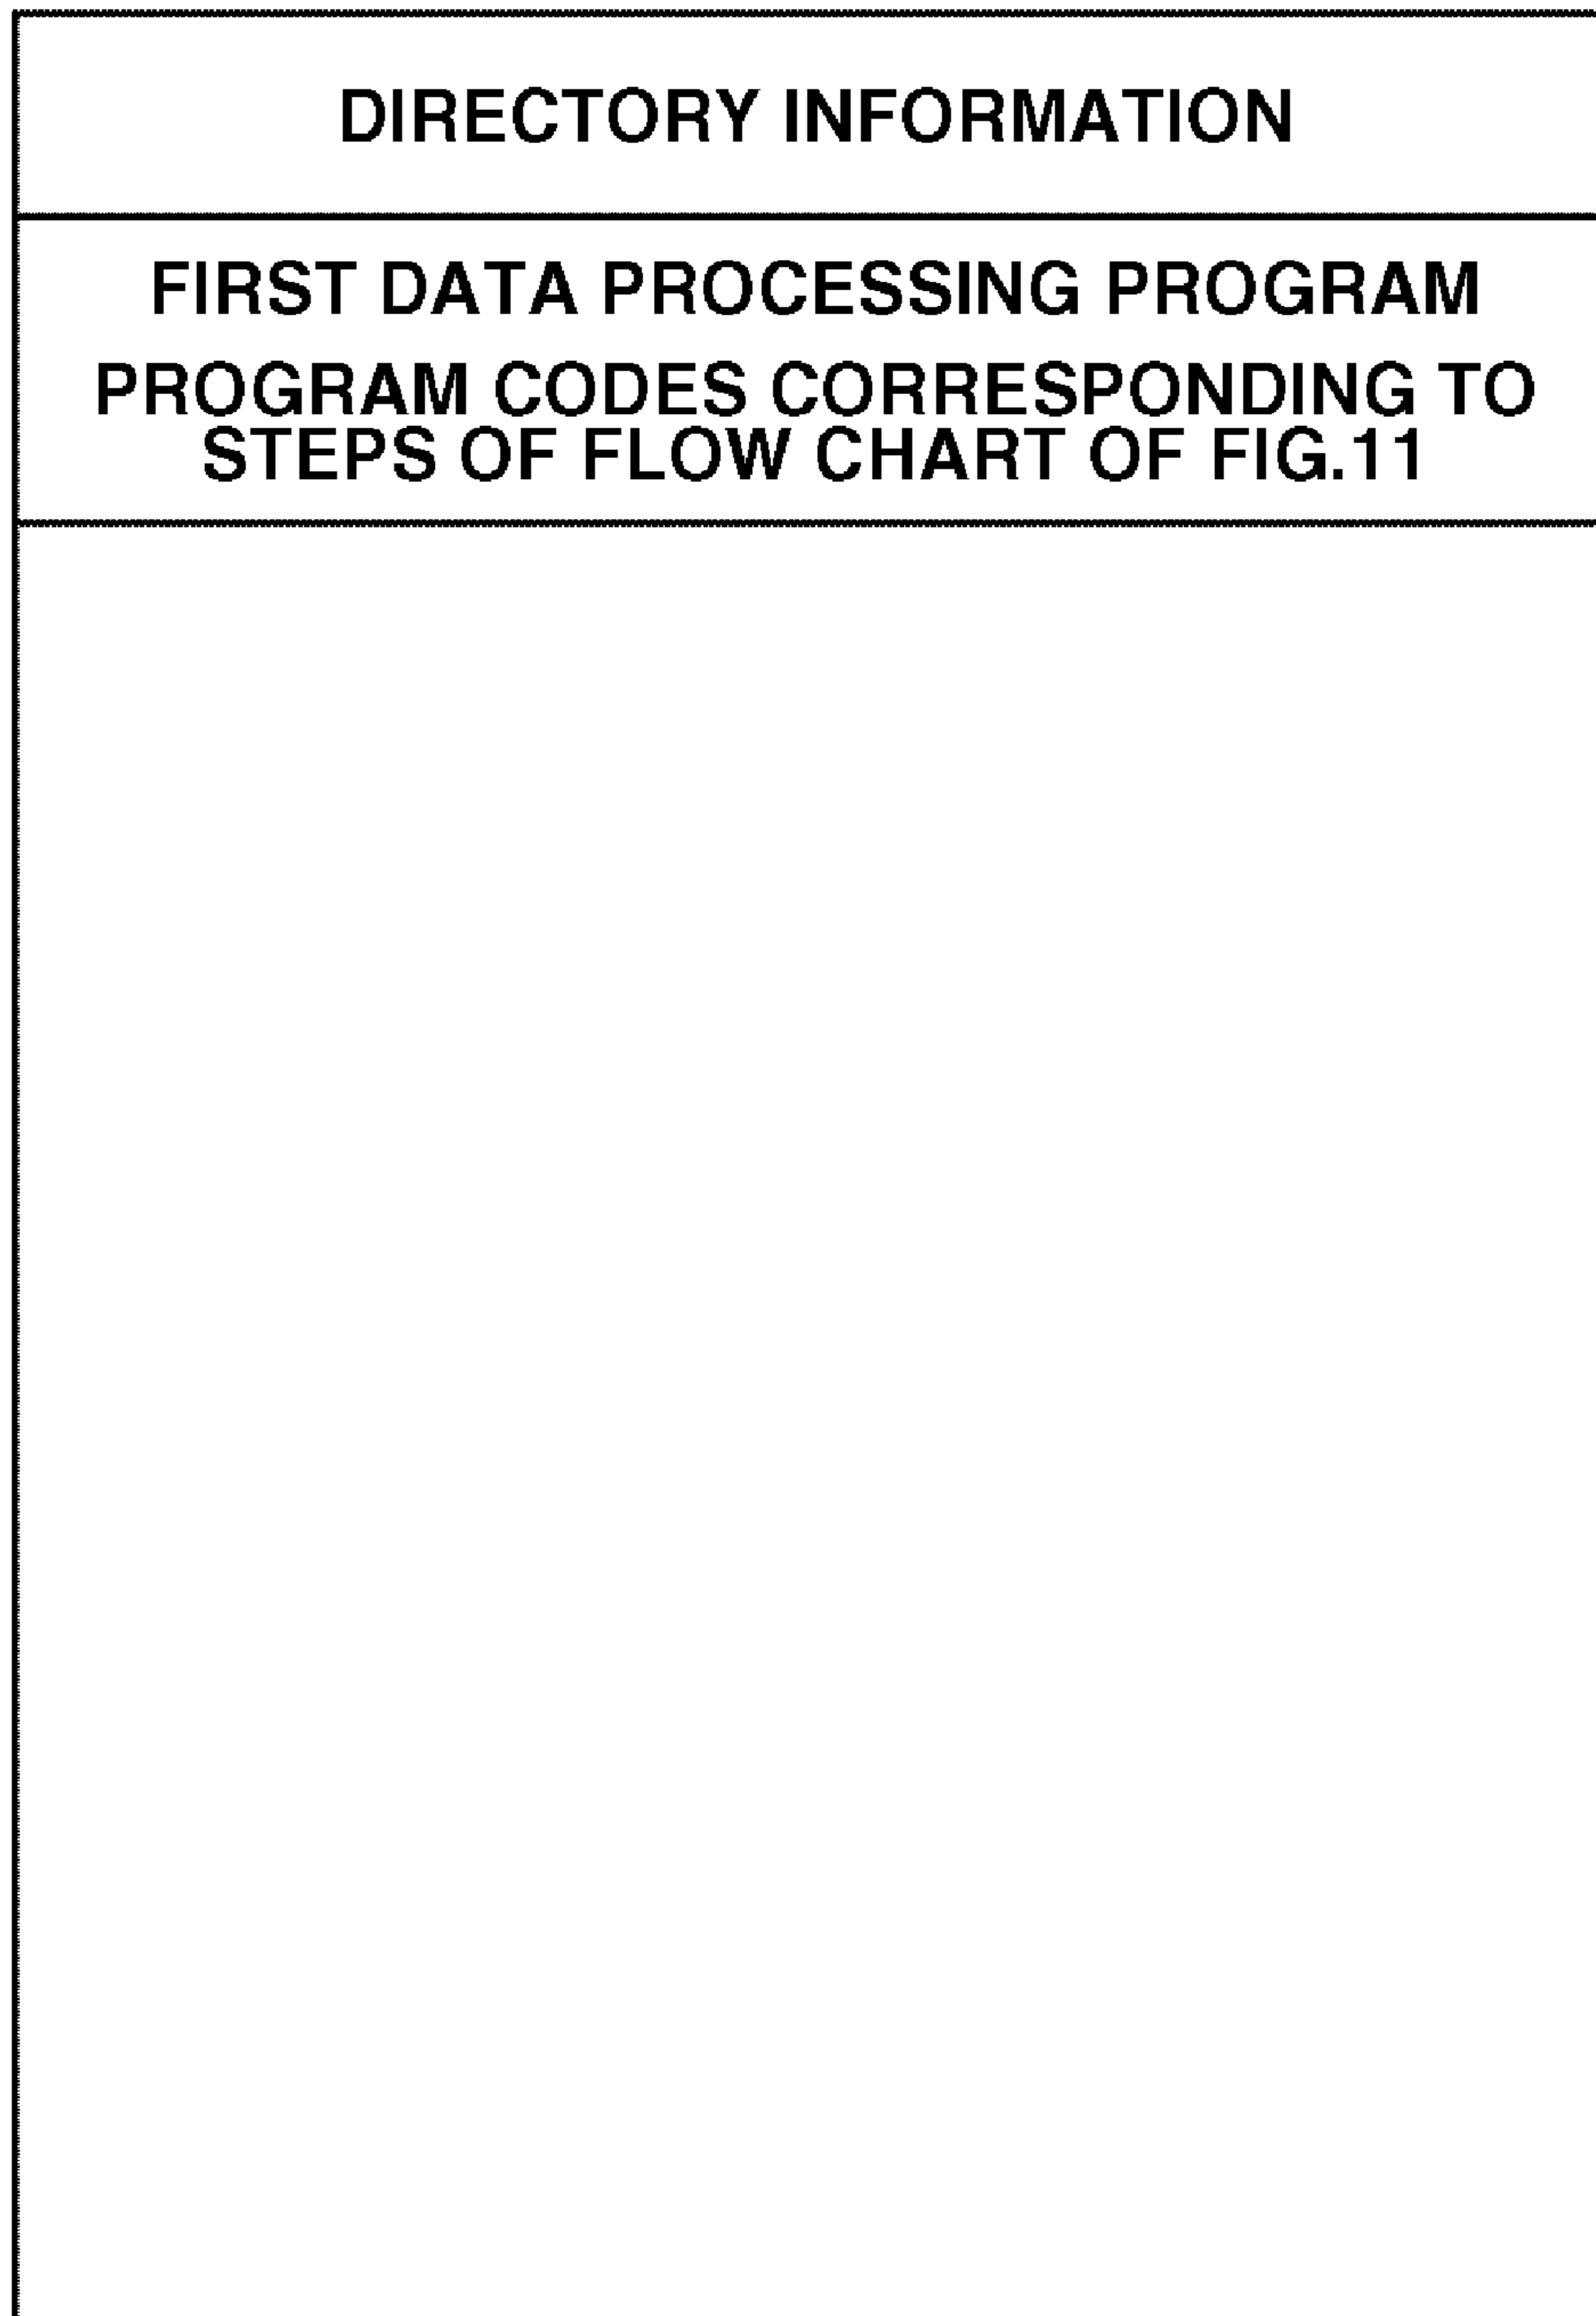 DIRECTORY INFORMATION
FIRST DATA PROCESSING PROGRAM
PROGRAM CODES CORRESPONDING TO
STEPS OF FLOW CHART OF FIG.11